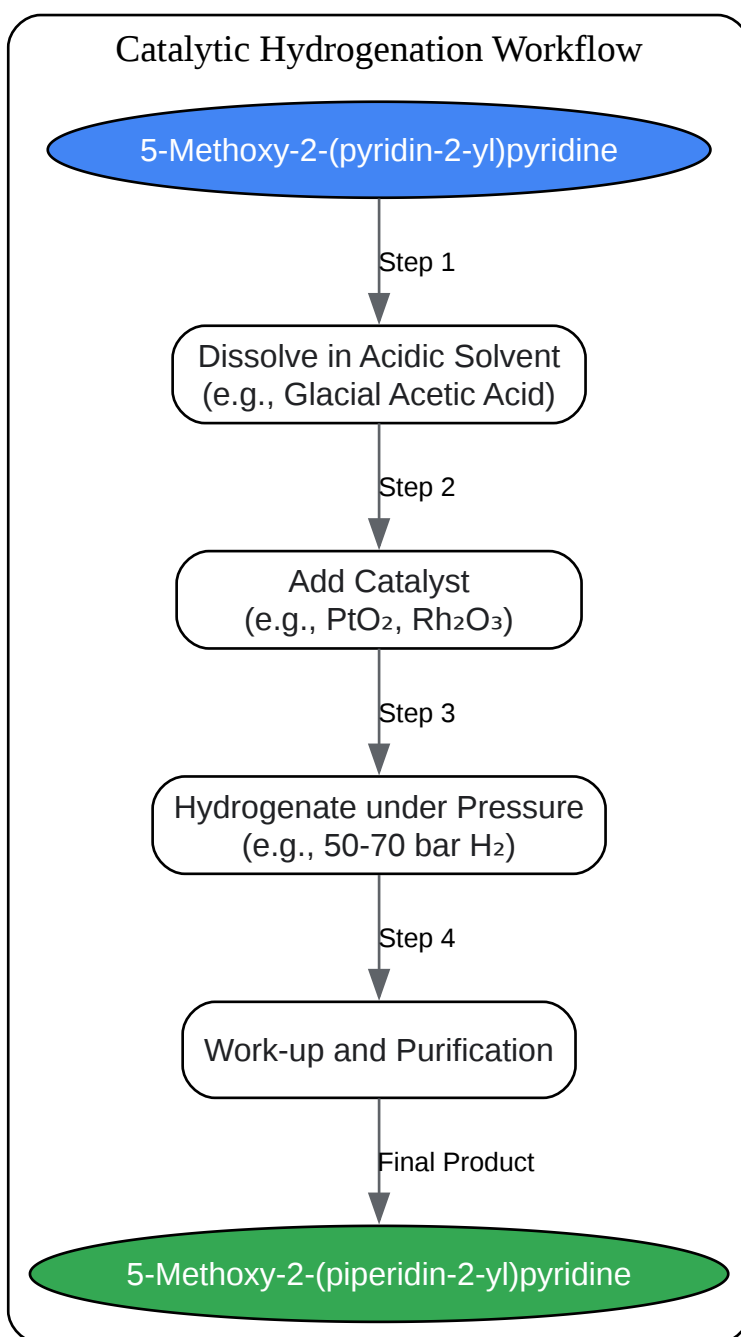 Catalytic Hydrogenation Workflow
5-Methoxy-2-(pyridin-2-yl)pyridine
Step 1
Dissolve in Acidic Solvent
(e.g., Glacial Acetic Acid)
Step 2
Add Catalyst
(e.g., PtO₂, Rh₂O₃)
Step 3
Hydrogenate under Pressure
(e.g., 50-70 bar H₂)
Step 4
Work-up and Purification
Final Product
5-Methoxy-2-(piperidin-2-yl)pyridine